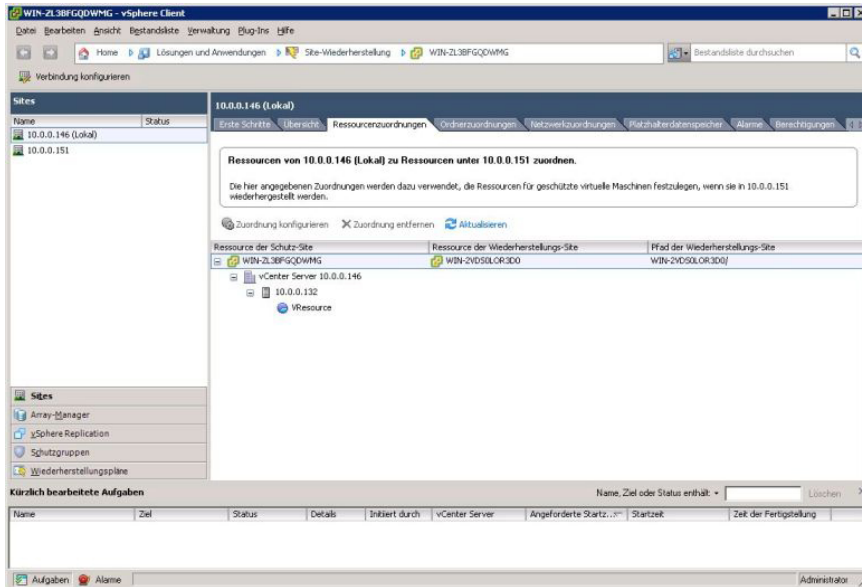 WIN-ZL3BFGQDWMG - vSphere Client
Datei Bearbeiten Ansicht Bestandsliste Verwaltung Plug-Ins Hilfe
Home Lösungen und Anwendungen Site-Wiederherstellung WIN-ZL3BFGQDWMG Bestandsliste durchsuchen
Verbindung konfigurieren
Sites
Name Status
10.0.0.146 (Lokal)
10.0.0.151
Sites
Array-Manager
vSphere Replication
Schutzgruppen
Wiederherstellungspläne
10.0.0.146 (Lokal)
Erste Schritte Übersicht Ressourcenzuordnungen Ordnerzuordnungen Netzwerkzuordnungen Platzhalterdatenspeicher Alarme Berechtigungen
Ressourcen von 10.0.0.146 (Lokal) zu Ressourcen unter 10.0.0.151 zuordnen.
Die hier angegebenen Zuordnungen werden dazu verwendet, die Ressourcen für geschützte virtuelle Maschinen festzulegen, wenn sie in 10.0.0.151
wiederhergestellt werden.
Zuordnung konfigurieren Zuordnung entfernen Aktualisieren
Ressource der Schutz-Site Ressource der Wiederherstellungs-Site Pfad der Wiederherstellungs-Site
WIN-ZL3BFGQDWMG WIN-2VDS0LOR3D0 WIN-2VDS0LOR3D0/
vCenter Server 10.0.0.146
10.0.0.132
VResource
Kürzlich bearbeitete Aufgaben Name, Ziel oder Status enthält: Löschen X
Name Ziel Status Details Initiiert durch vCenter Server Angeforderte Startz... Startzeit Zeit der Fertigstellung
Aufgaben Alarme Administrator